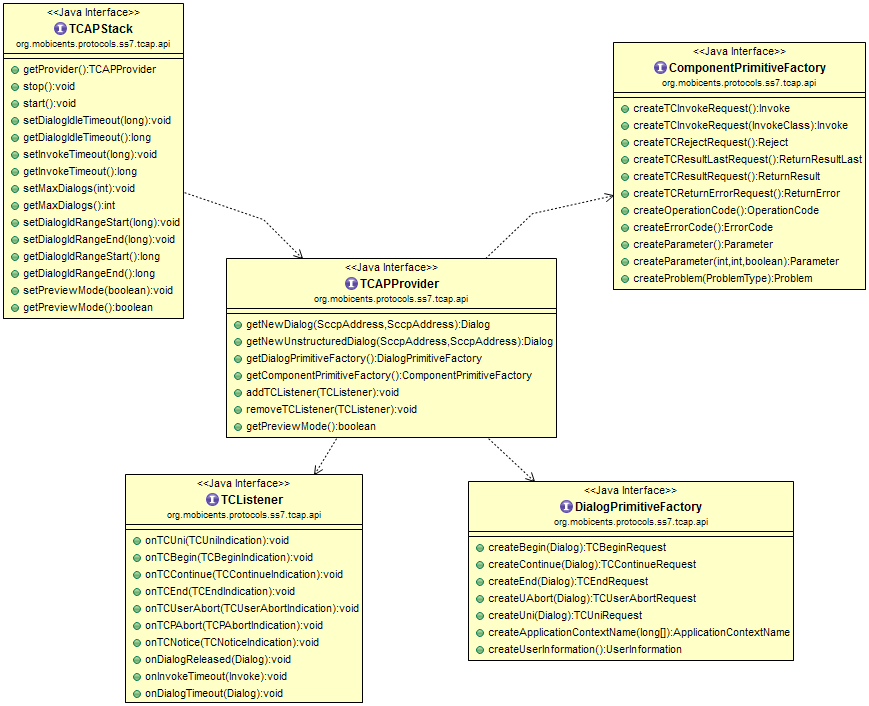 <<Java Interface>>
TCAPStack
org.mobicents.protocols.ss7.tcap.api
getProvider():TCAPProvider
stop():void
start():void
setDialogIdleTimeout(long):void
getDialogIdleTimeout():long
setInvokeTimeout(long):void
getInvokeTimeout():long
setMaxDialogs(int):void
getMaxDialogs():int
setDialogIdRangeStart(long):void
setDialogIdRangeEnd(long):void
getDialogIdRangeStart():long
getDialogIdRangeEnd():long
setPreviewMode(boolean):void
getPreviewMode():boolean
<<Java Interface>>
ComponentPrimitiveFactory
org.mobicents.protocols.ss7.tcap.api
createTCInvokeRequest():Invoke
createTCInvokeRequest(InvokeClass):Invoke
createTCRejectRequest():Reject
createTCResultLastRequest():ReturnResultLast
createTCResultRequest():ReturnResult
createTCReturnErrorRequest():ReturnError
createOperationCode():OperationCode
createErrorCode():ErrorCode
createParameter():Parameter
createParameter(int,int,boolean):Parameter
createProblem(ProblemType):Problem
<<Java Interface>>
TCAPProvider
org.mobicents.protocols.ss7.tcap.api
getNewDialog(SccpAddress,SccpAddress):Dialog
getNewUnstructuredDialog(SccpAddress,SccpAddress):Dialog
getDialogPrimitiveFactory():DialogPrimitiveFactory
getComponentPrimitiveFactory():ComponentPrimitiveFactory
addTCListener(TCListener):void
removeTCListener(TCListener):void
getPreviewMode():boolean
<<Java Interface>>
TCListener
org.mobicents.protocols.ss7.tcap.api
onTCUni(TCUniIndication):void
onTCBegin(TCBeginIndication):void
onTCContinue(TCContinueIndication):void
onTCEnd(TCEndIndication):void
onTCUserAbort(TCUserAbortIndication):void
onTCPAbort(TCPAbortIndication):void
onTCNotice(TCNoticeIndication):void
onDialogReleased(Dialog):void
onInvokeTimeout(Invoke):void
onDialogTimeout(Dialog):void
<<Java Interface>>
DialogPrimitiveFactory
org.mobicents.protocols.ss7.tcap.api
createBegin(Dialog):TCBeginRequest
createContinue(Dialog):TCContinueRequest
createEnd(Dialog):TCEndRequest
createUAbort(Dialog):TCUserAbortRequest
createUni(Dialog):TCUniRequest
createApplicationContextName(long[]):ApplicationContextName
createUserInformation():UserInformation